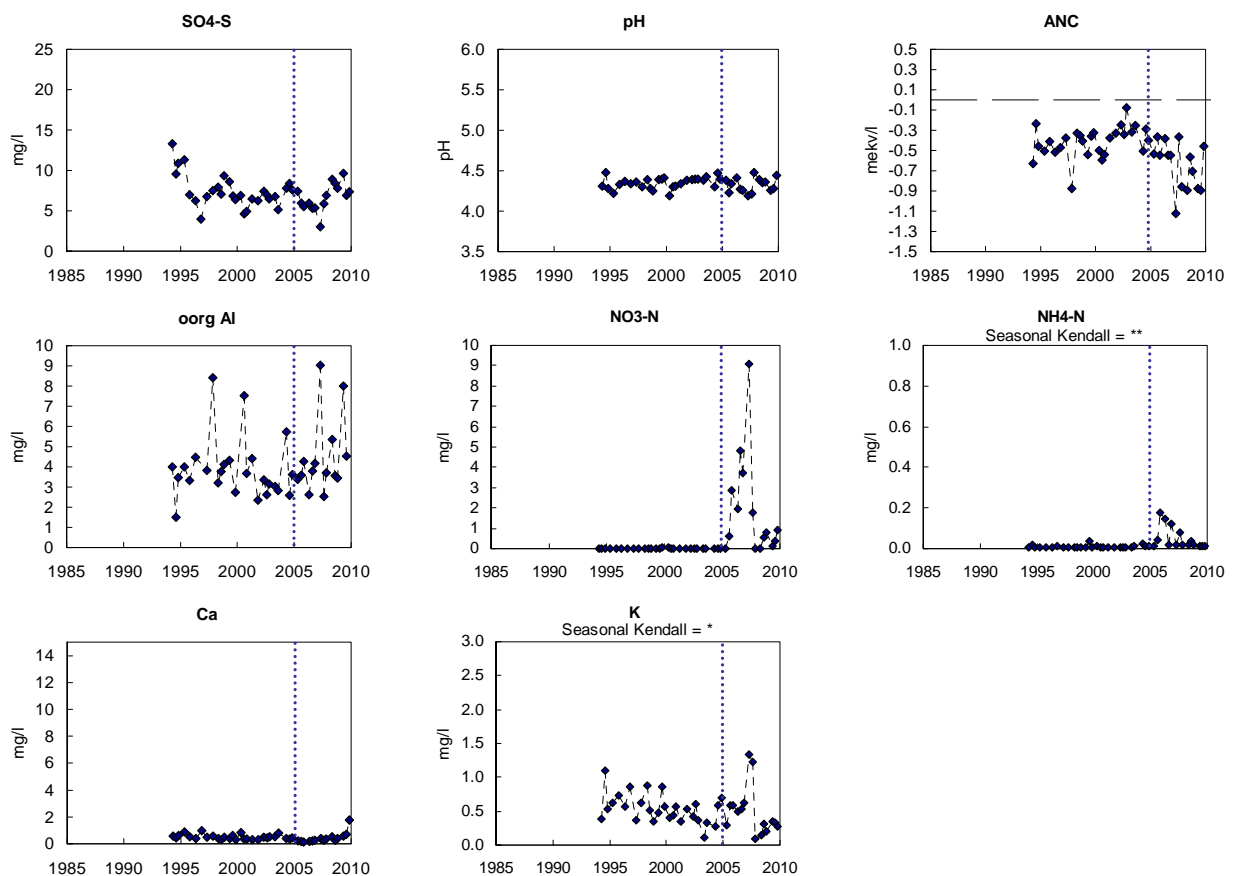 SO4-S
25
20
15
10
5
0
mg/l
1985 1990 1995 2000 2005 2010
pH
6.0
5.5
5.0
4.5
4.0
3.5
pH
1985 1990 1995 2000 2005 2010
ANC
0.5
0.3
0.1
-0.1
-0.3
-0.5
-0.7
-0.9
-1.1
-1.3
-1.5
mekv/l
1985 1990 1995 2000 2005 2010
oorg Al
10
9
8
7
6
5
4
3
2
1
0
mg/l
1985 1990 1995 2000 2005 2010
NO3-N
10
9
8
7
6
5
4
3
2
1
0
mg/l
1985 1990 1995 2000 2005 2010
NH4-N
Seasonal Kendall = **
1.0
0.8
0.6
0.4
0.2
0.0
mg/l
1985 1990 1995 2000 2005 2010
Ca
14
12
10
8
6
4
2
0
mg/l
1985 1990 1995 2000 2005 2010
K
Seasonal Kendall = *
3.0
2.5
2.0
1.5
1.0
0.5
0.0
mg/l
1985 1990 1995 2000 2005 2010